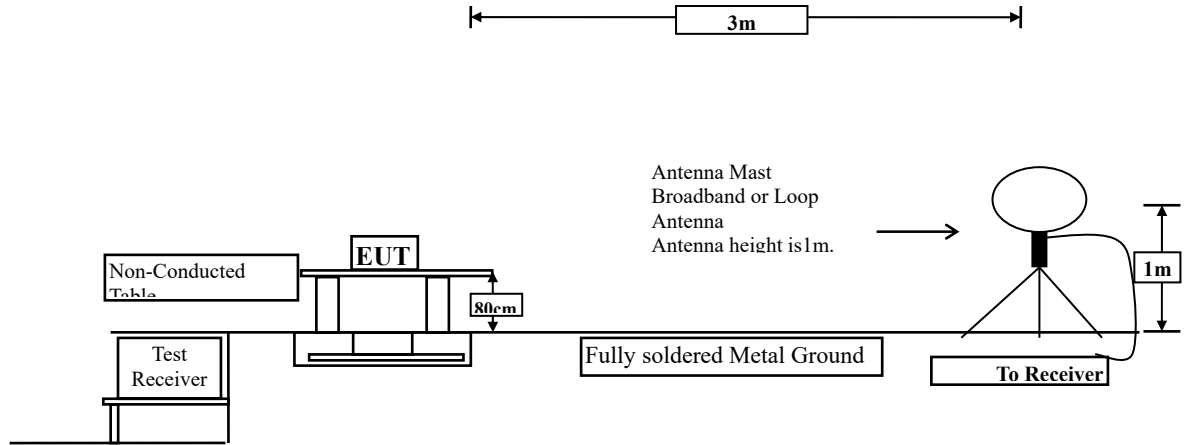 3m
Antenna Mast
Broadband or Loop
Antenna
Antenna height is1m.
EUT
Non-Conducted
Table
80cm
1m
Test
Receiver
Fully soldered Metal Ground
To Receiver